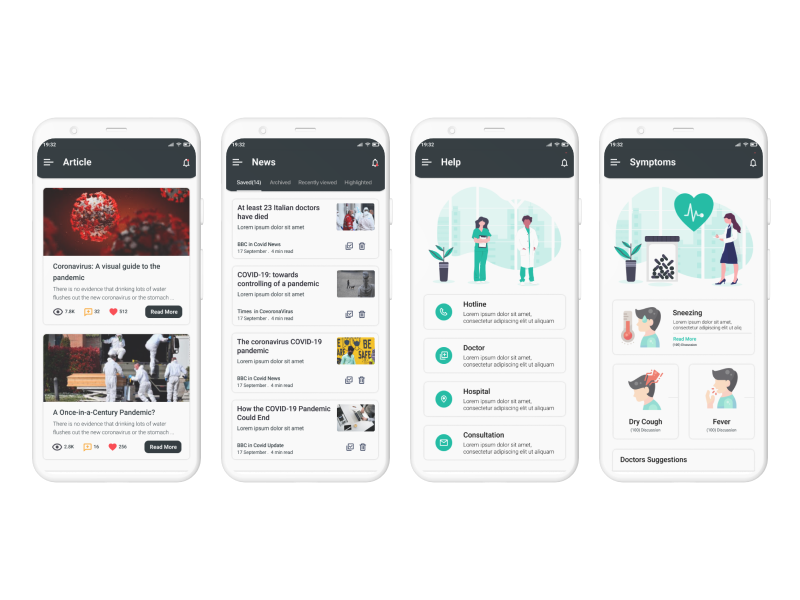 19:32
Article
Coronavirus: A visual guide to the
pandemic
There is no evidence that drinking lots of water
flushes out the new coronavirus or the stomach ...
7.8K
32
512
Read More
A Once-in-a-Century Pandemic?
There is no evidence that drinking lots of water
flushes out the new coronavirus or the stomach ...
2.8K
16
256
Read More
19:32
News
Saved(14)
Archived
Recently viewed
Highlighted
At least 23 Italian doctors
have died
Lorem ipsum dolor sit amet
BBC in Covid News
17 September . 4 min read
COVID-19: towards
controlling of a pandemic
Lorem ipsum dolor sit amet
Times in CovoronaVirus
17 September . 4 min read
The coronavirus COVID-19
pandemic
Lorem ipsum dolor sit amet
BBC in Covid News
17 September . 4 min read
BE
SAFE
How the COVID-19 Pandemic
Could End
Lorem ipsum dolor sit amet
BBC in Covid Update
17 September . 4 min read
19:32
Help
Hotline
Lorem ipsum dolor sit amet,
consectetur adipiscing elit ut aliquam
Doctor
Lorem ipsum dolor sit amet,
consectetur adipiscing elit ut aliquam
Hospital
Lorem ipsum dolor sit amet,
consectetur adipiscing elit ut aliquam
Consultation
Lorem ipsum dolor sit amet,
consectetur adipiscing elit ut aliquam
19:32
Symptoms
Sneezing
Lorem ipsum dolor sit amet,
consectetur adipiscing elit ut aliq
Read More
Discussion
Dry Cough
(100) Discussion
Fever
(100) Discussion
Doctors Suggestions